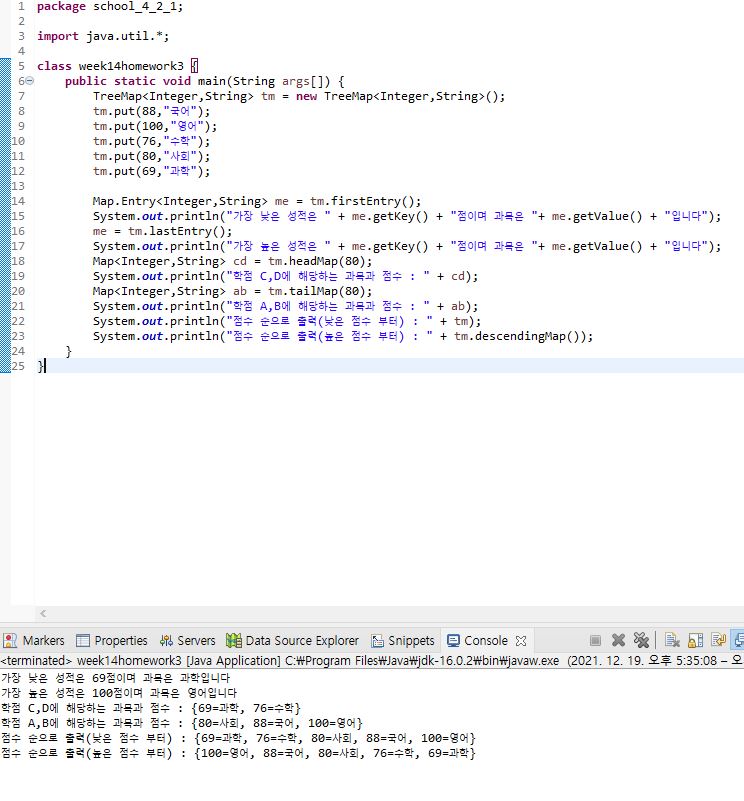 1 package school_4_2_1;
2
3 import java.util.*;
4
5 class week14homework3 {
6 public static void main(String args[]) {
7 TreeMap<Integer,String> tm = new TreeMap<Integer,String>();
8 tm.put(88,"국어");
9 tm.put(100,"영어");
10 tm.put(76,"수학");
11 tm.put(80,"사회");
12 tm.put(69,"과학");
13
14 Map.Entry<Integer,String> me = tm.firstEntry();
15 System.out.println("가장 낮은 성적은 " + me.getKey() + "점이며 과목은 "+ me.getValue() + "입니다");
16 me = tm.lastEntry();
17 System.out.println("가장 높은 성적은 " + me.getKey() + "점이며 과목은 "+ me.getValue() + "입니다");
18 Map<Integer,String> cd = tm.headMap(80);
19 System.out.println("학점 C,D에 해당하는 과목과 점수 : " + cd);
20 Map<Integer,String> ab = tm.tailMap(80);
21 System.out.println("학점 A,B에 해당하는 과목과 점수 : " + ab);
22 System.out.println("점수 순으로 출력(낮은 점수 부터) : " + tm);
23 System.out.println("점수 순으로 출력(높은 점수 부터) : " + tm.descendingMap());
24 }
25 }
Markers Properties Servers Data Source Explorer Snippets Console
<terminated> week14homework3 [Java Application] C:₩Program Files₩Java₩jdk-16.0.2₩bin₩javaw.exe (2021. 12. 19. 오후 5:35:08 – 오
가장 낮은 성적은 69점이며 과목은 과학입니다
가장 높은 성적은 100점이며 과목은 영어입니다
학점 C,D에 해당하는 과목과 점수 : {69=과학, 76=수학}
학점 A,B에 해당하는 과목과 점수 : {80=사회, 88=국어, 100=영어}
점수 순으로 출력(낮은 점수 부터) : {69=과학, 76=수학, 80=사회, 88=국어, 100=영어}
점수 순으로 출력(높은 점수 부터) : {100=영어, 88=국어, 80=사회, 76=수학, 69=과학}